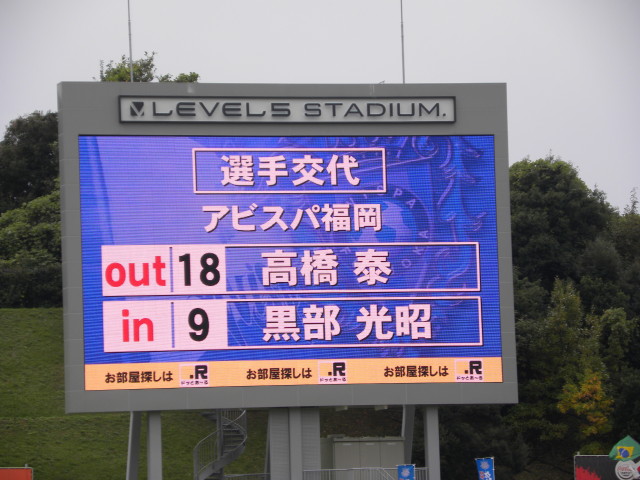 LEVEL5 STADIUM.
選手交代
アビスパ福岡
out 18 高橋 泰
in 9 黒部 光昭
お部屋探しは .R お部屋探しは .R お部屋探しは .R